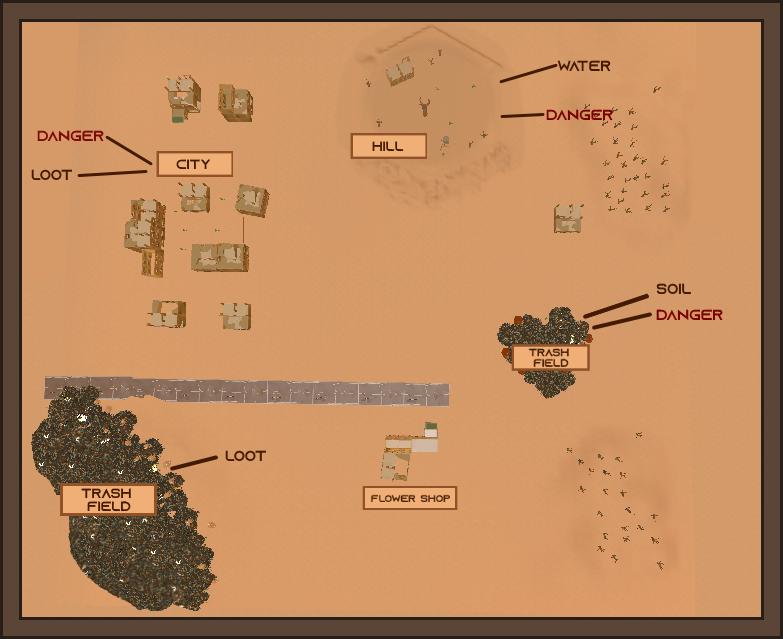 WATER
DANGER
DANGER
HILL
CITY
LOOT
SOIL
DANGER
TRASH
FIELD
LOOT
TRASH
FIELD
FLOWER SHOP